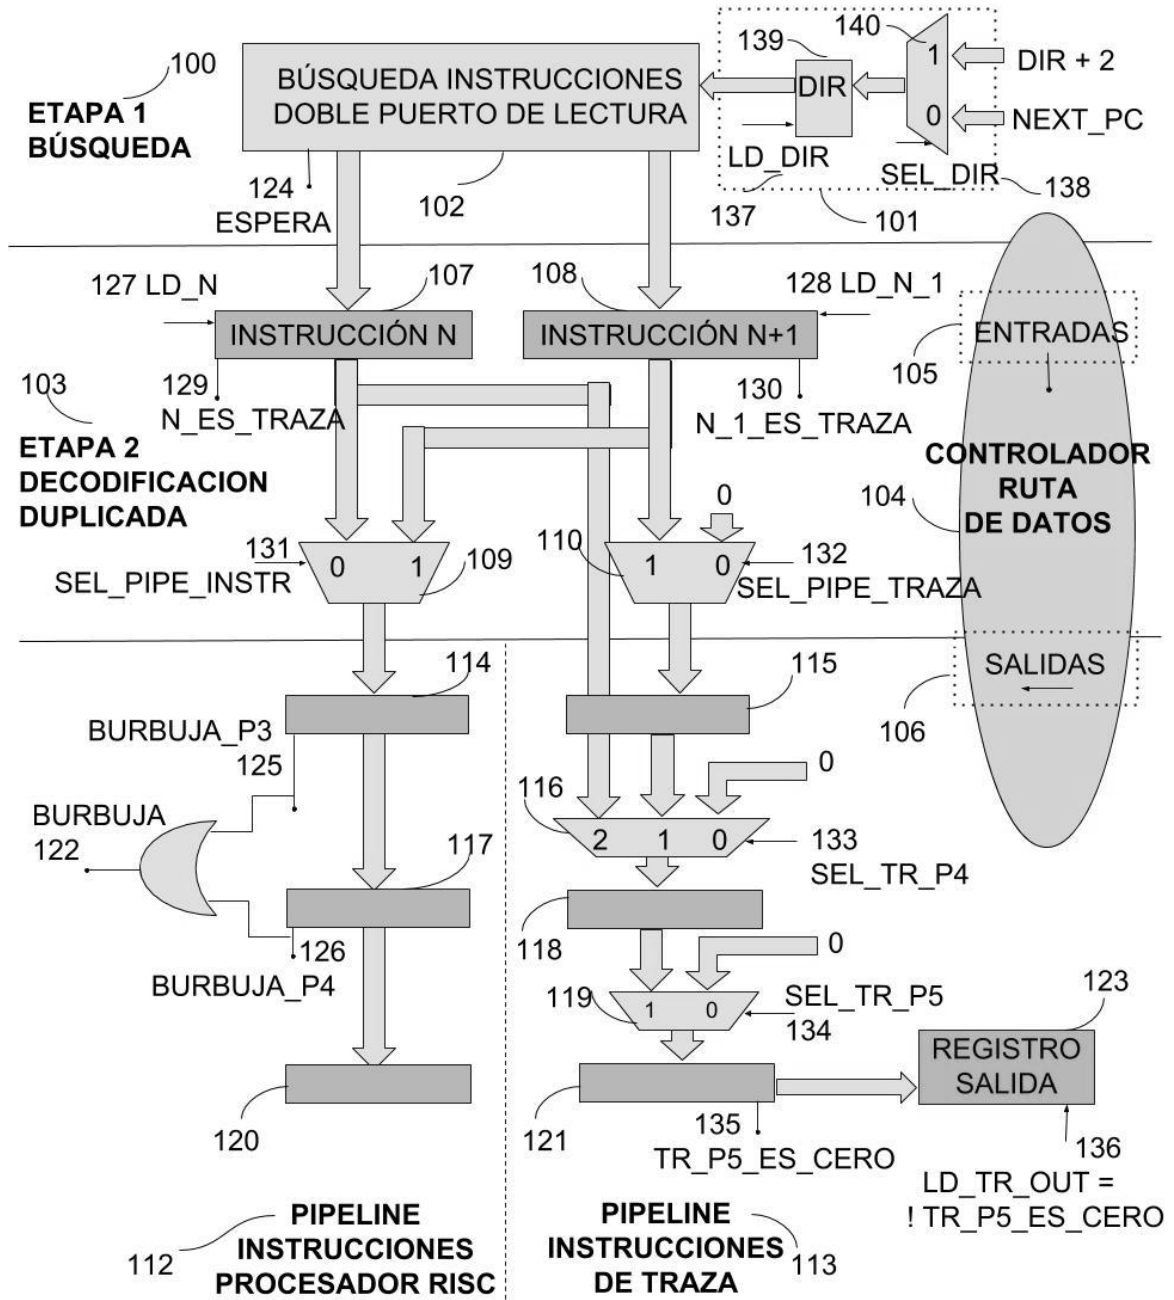 140
139
1
DIR + 2
100
BÚSQUEDA INSTRUCCIONES
DOBLE PUERTO DE LECTURA
DIR
ETAPA 1
BÚSQUEDA
0
NEXT_PC
LD_DIR
SEL_DIR
124
ESPERA
102
137
101
138
127 LD_N
107
108
128 LD_N_1
INSTRUCCIÓN N
INSTRUCCIÓN N+1
ENTRADAS
105
103
129
N_ES_TRAZA
130
N_1_ES_TRAZA
ETAPA 2
DECODIFICACION
DUPLICADA
CONTROLADOR
RUTA
DE DATOS
104
0
131
SEL_PIPE_INSTR
0 1
109
110
1 0
132
SEL_PIPE_TRAZA
114
115
SALIDAS
106
BURBUJA_P3
125
0
116
BURBUJA
122
2 1 0
133
SEL_TR_P4
117
126
BURBUJA_P4
118
0
119
1 0
SEL_TR_P5
134
123
REGISTRO
SALIDA
120
121
135
TR_P5_ES_CERO
136
LD_TR_OUT =
! TR_P5_ES_CERO
112
PIPELINE
INSTRUCCIONES
PROCESADOR RISC
PIPELINE
INSTRUCCIONES
DE TRAZA
113